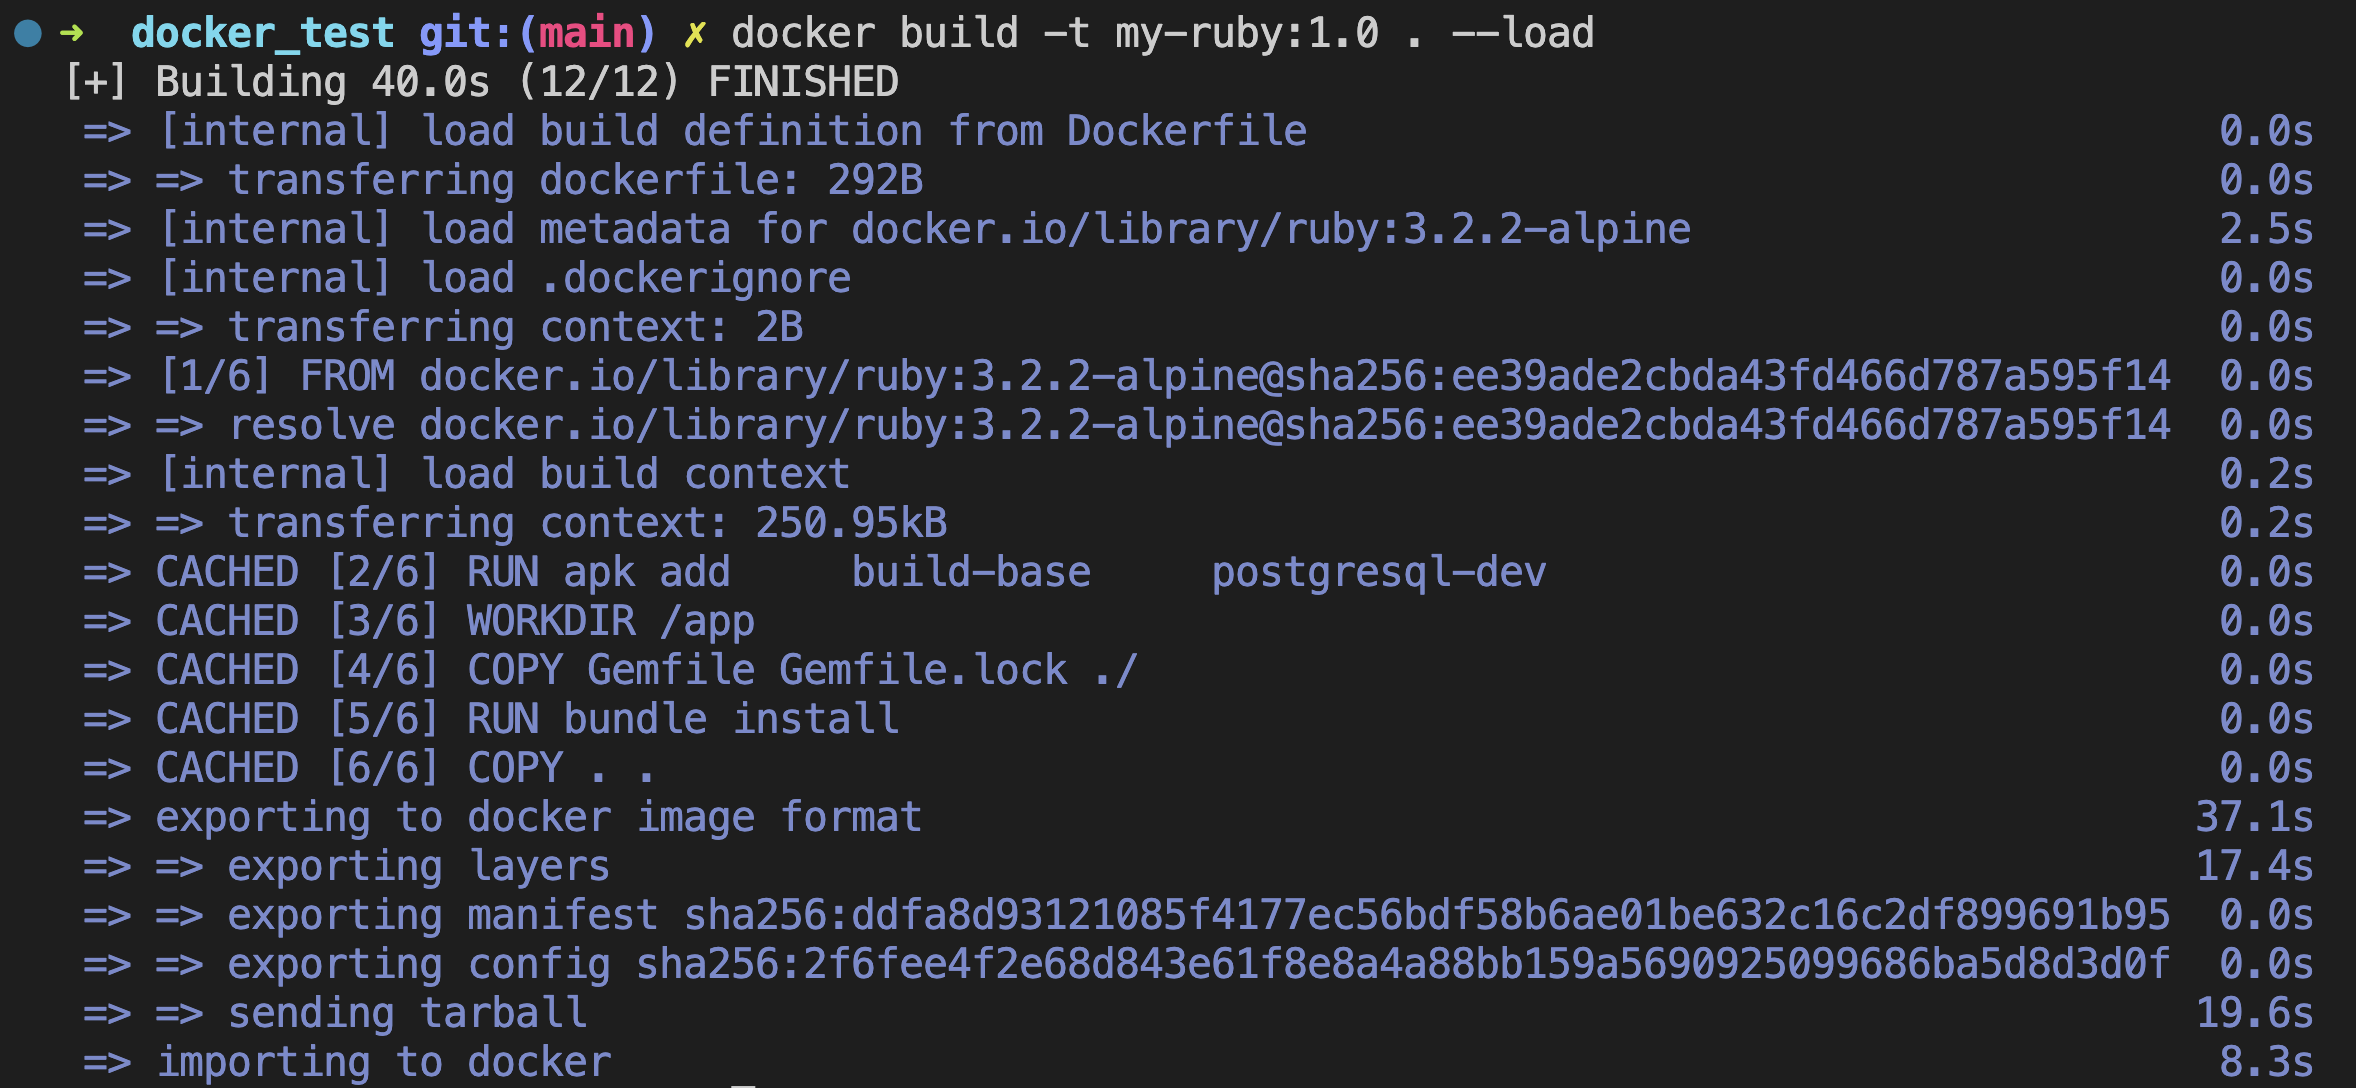 ➜  docker_test git:(main) ✗ docker build -t my-ruby:1.0 . --load
[+] Building 40.0s (12/12) FINISHED
=> [internal] load build definition from Dockerfile 0.0s
=> => transferring dockerfile: 292B 0.0s
=> [internal] load metadata for docker.io/library/ruby:3.2.2-alpine 2.5s
=> [internal] load .dockerignore 0.0s
=> => transferring context: 2B 0.0s
=> [1/6] FROM docker.io/library/ruby:3.2.2-alpine@sha256:ee39ade2cbda43fd466d787a595f14 0.0s
=> => resolve docker.io/library/ruby:3.2.2-alpine@sha256:ee39ade2cbda43fd466d787a595f14 0.0s
=> [internal] load build context 0.2s
=> => transferring context: 250.95kB 0.2s
=> CACHED [2/6] RUN apk add     build-base     postgresql-dev 0.0s
=> CACHED [3/6] WORKDIR /app 0.0s
=> CACHED [4/6] COPY Gemfile Gemfile.lock ./ 0.0s
=> CACHED [5/6] RUN bundle install 0.0s
=> CACHED [6/6] COPY . . 0.0s
=> exporting to docker image format 37.1s
=> => exporting layers 17.4s
=> => exporting manifest sha256:ddfa8d93121085f4177ec56bdf58b6ae01be632c16c2df899691b95 0.0s
=> => exporting config sha256:2f6fee4f2e68d843e61f8e8a4a88bb159a5690925099686ba5d8d3d0f 0.0s
=> => sending tarball 19.6s
=> importing to docker 8.3s